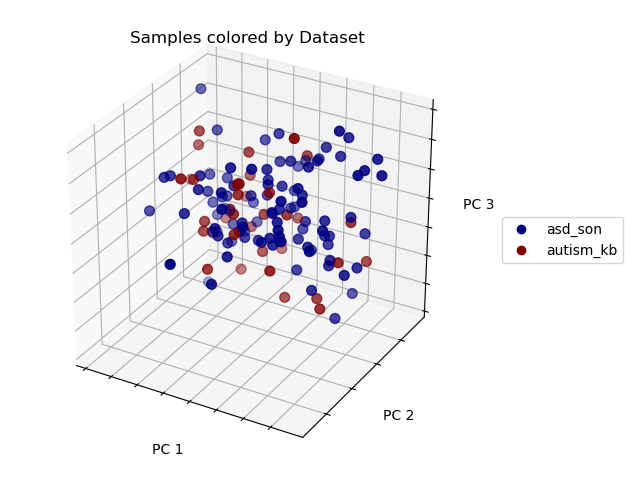 Samples colored by Dataset
PC 3
asd_son
autism_kb
PC 2
PC 1